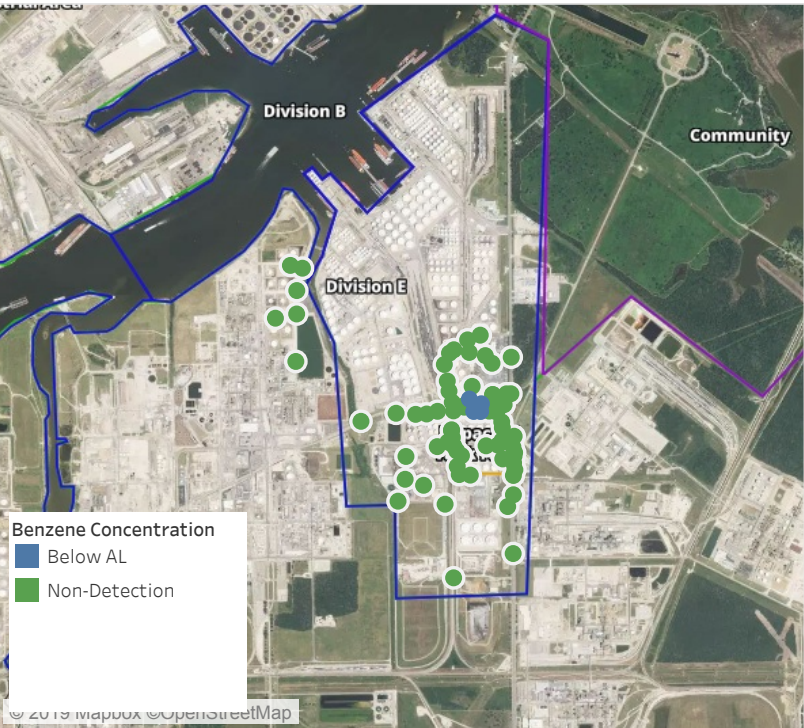 Division B
Community
Division E
Benzene Concentration
Below AL
Non-Detection
© 2019 Mapbox ©OpenStreetMap